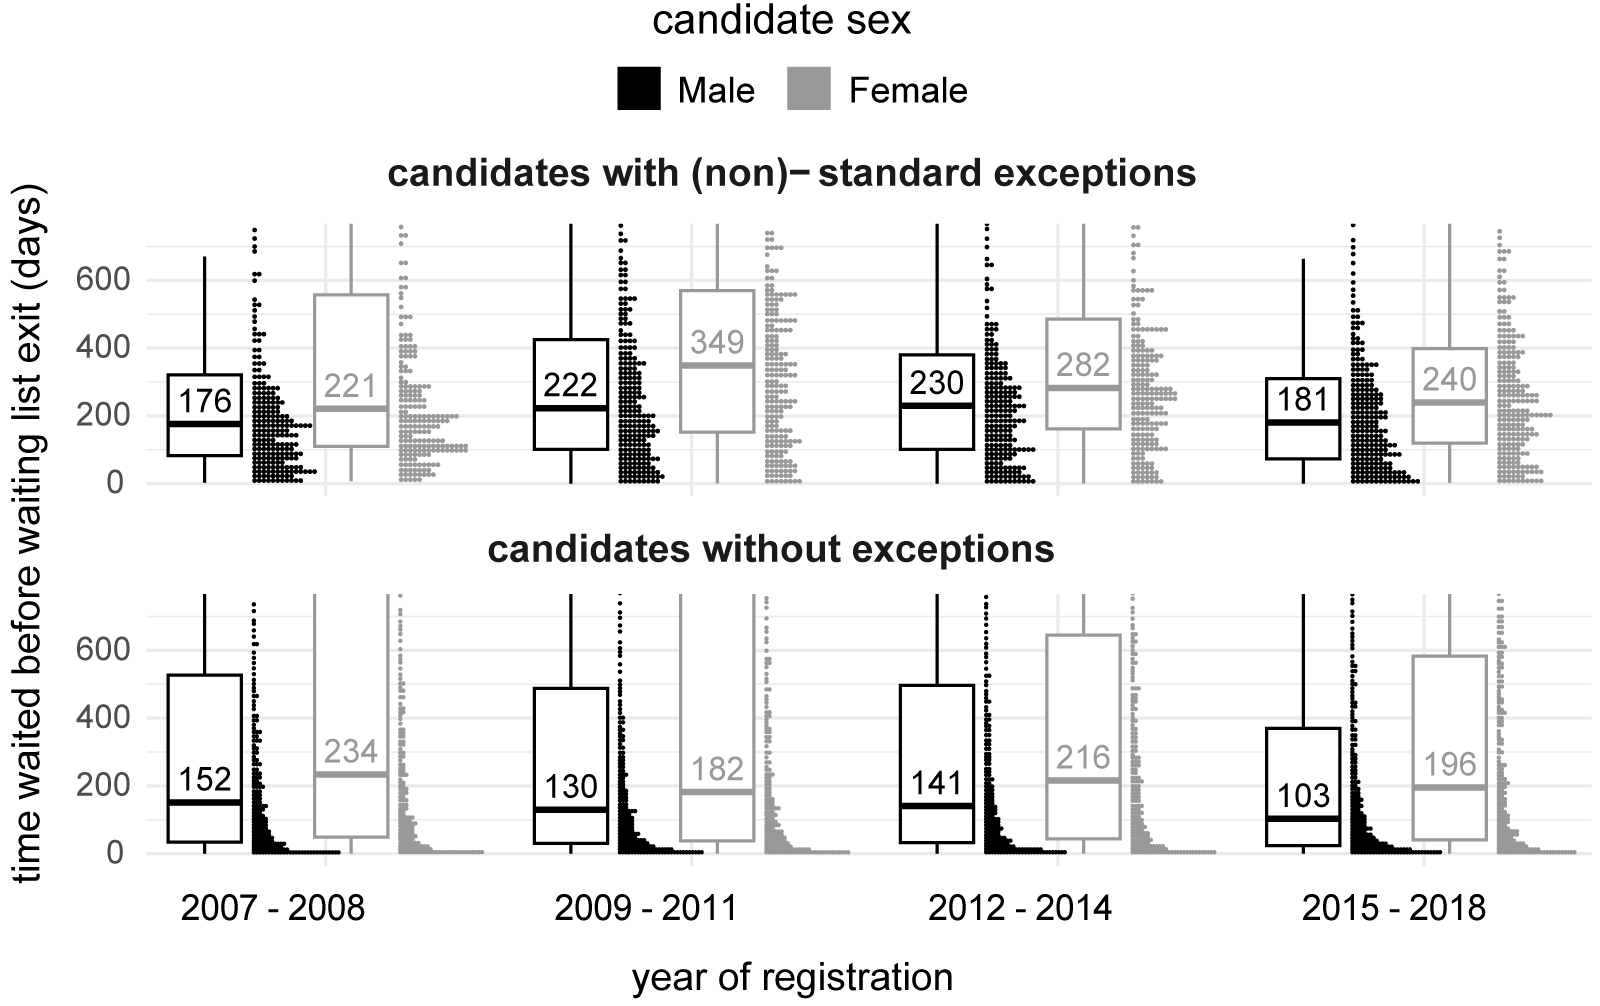 candidate sex
Male Female
candidates with (non)− standard exceptions
time waited before waiting list exit (days)
600
400
200
0
176 221 222 349 230 282 181 240
candidates without exceptions
600
400
200
0
152 234 130 182 141 216 103 196
2007 - 2008 2009 - 2011 2012 - 2014 2015 - 2018
year of registration